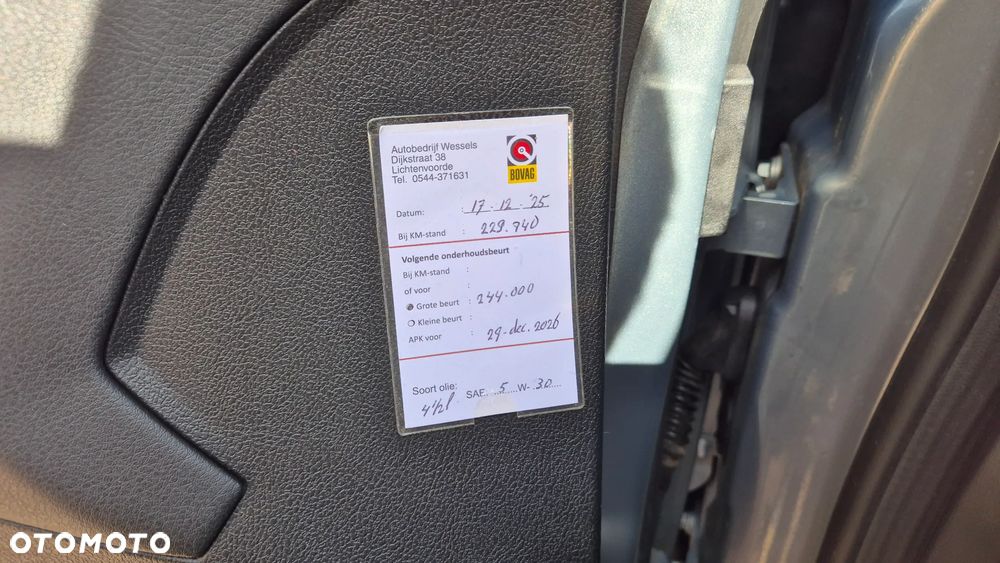 Autobedrijf Wessels
Dijkstraat 38
Lichtenvoorde
Tel. 0544-371631
BOVAG
Datum: : 17-12-'25
Bij KM-stand : 229.740
Volgende onderhoudsbeurt
Bij KM-stand :
of voor :
Grote beurt : 244.000
Kleine beurt :
APK voor : 29-dec. 2026
Soort olie: SAE....5....W-.30....
4½ l
OTOMOTO